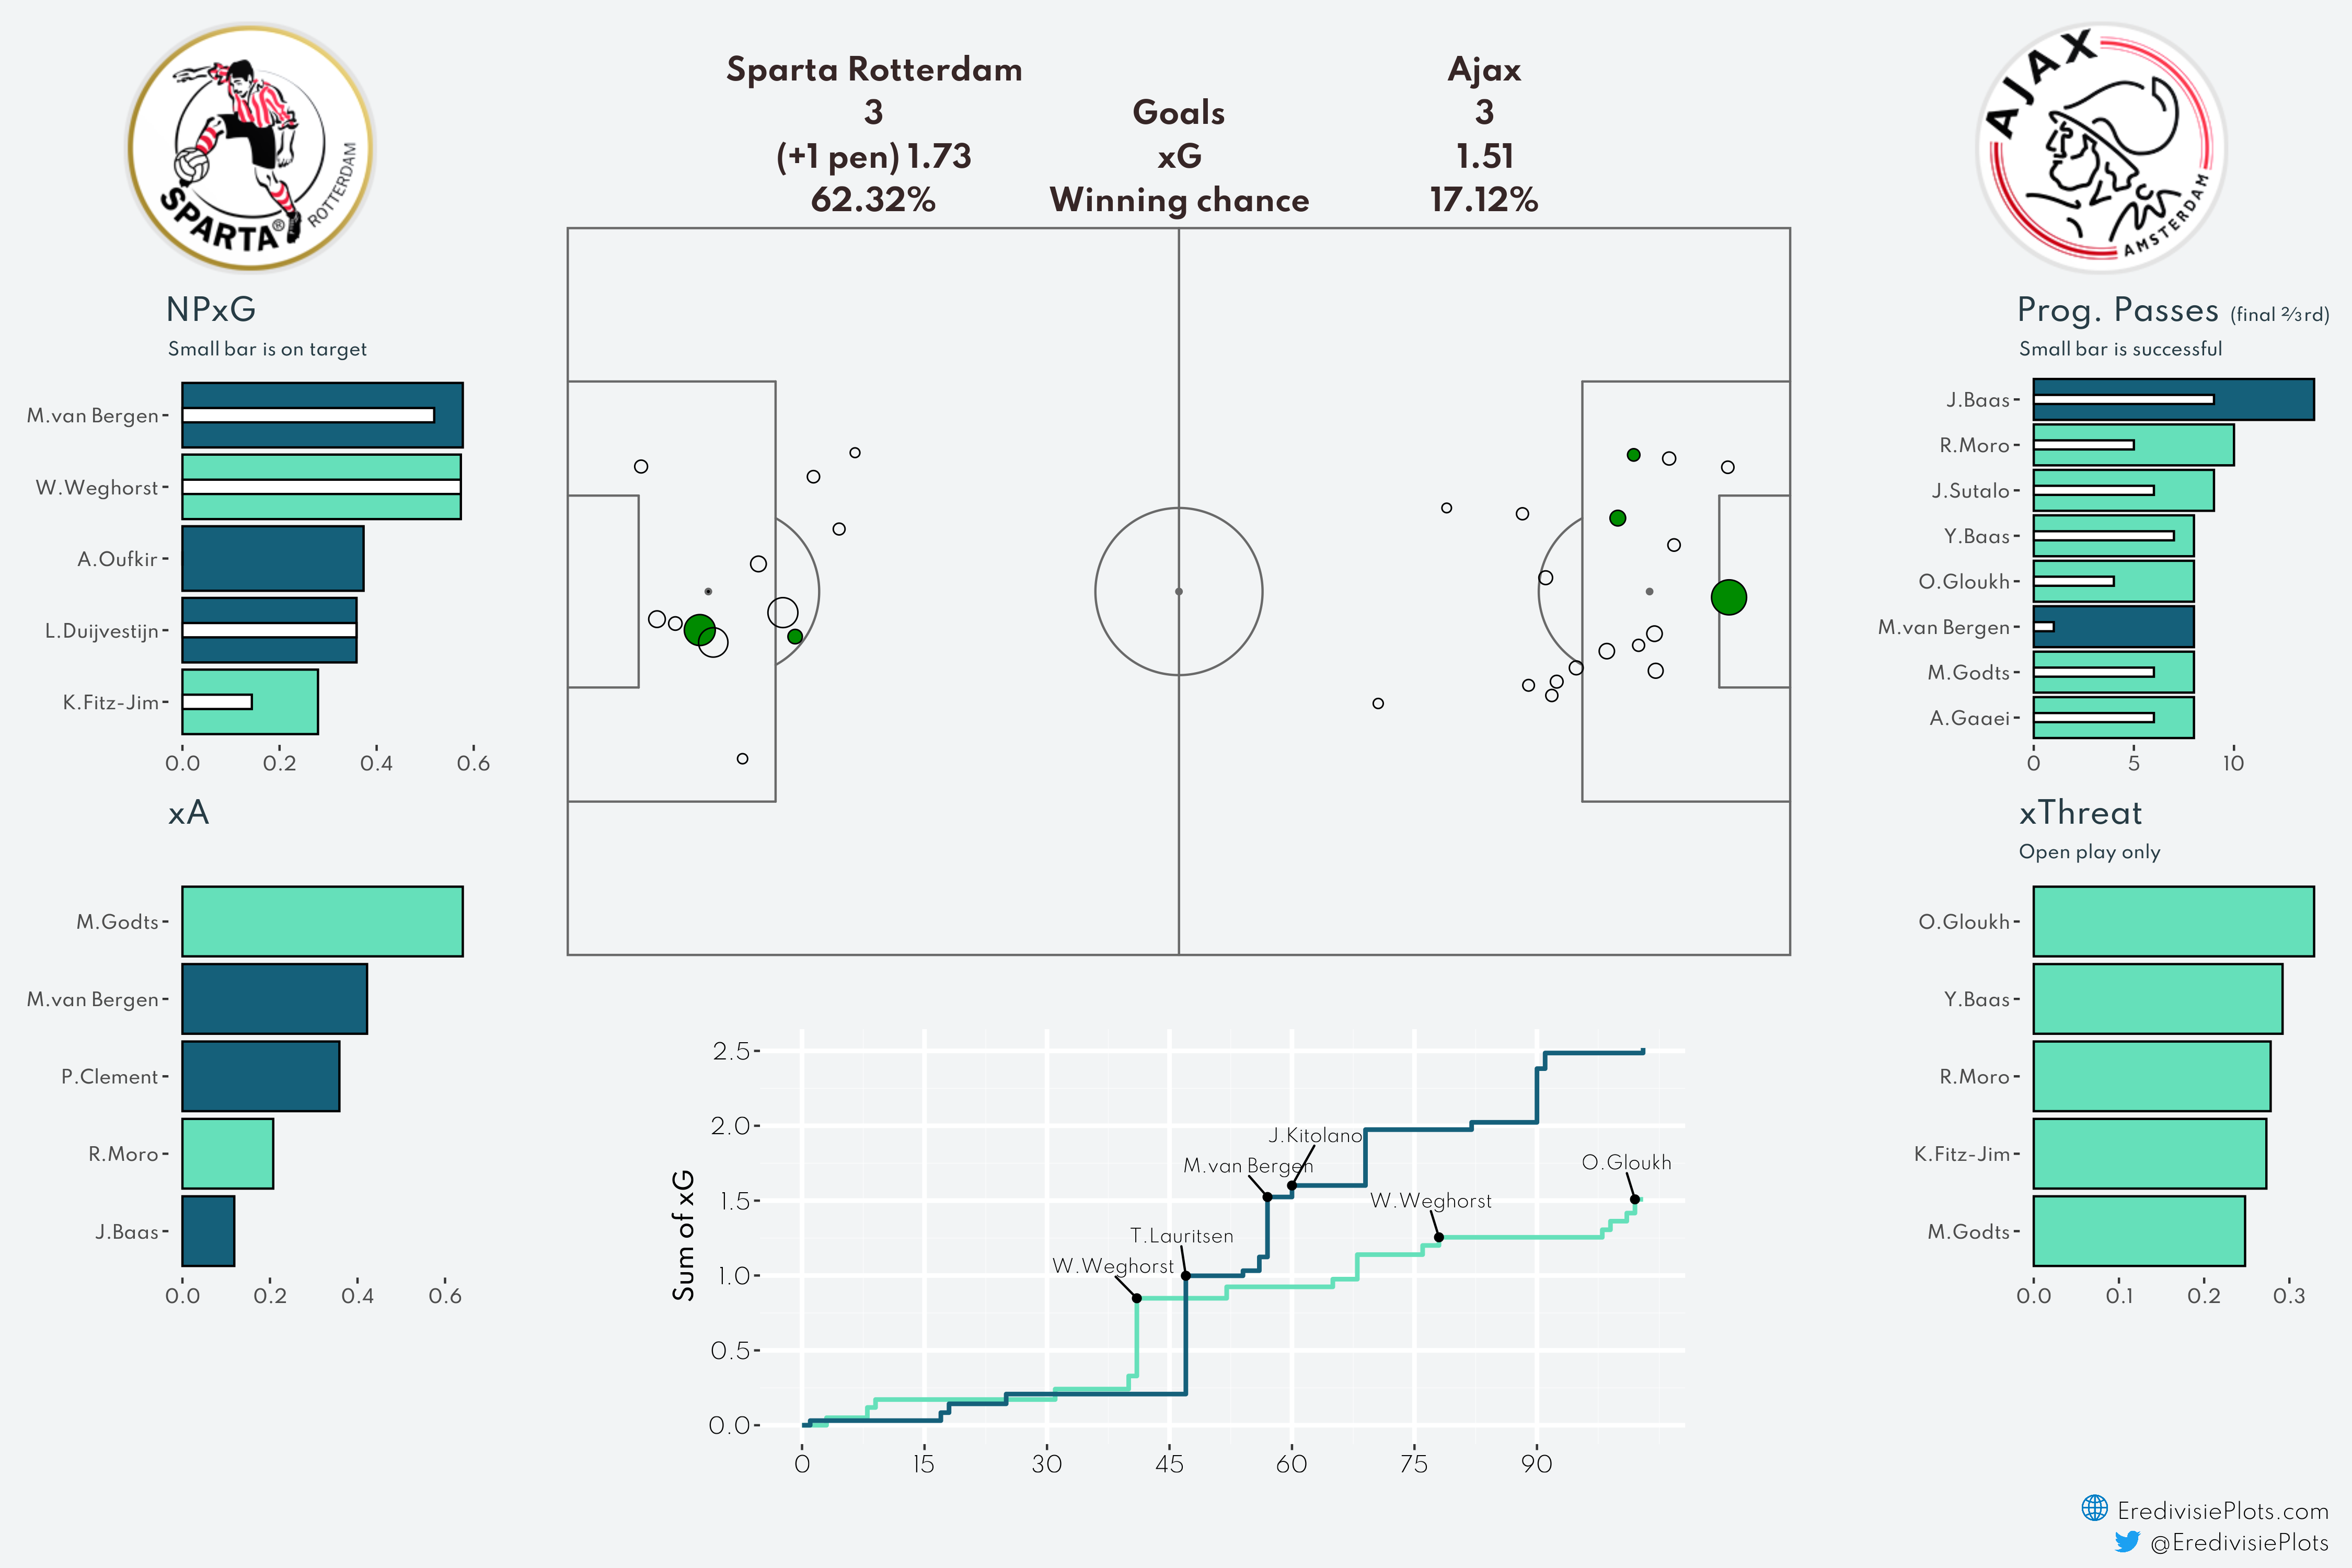 SPARTA® ROTTERDAM
Sparta Rotterdam Ajax
3 Goals 3
(+1 pen) 1.73 xG 1.51
62.32% Winning chance 17.12%
AJAX AMSTERDAM
NPxG
Small bar is on target
M.van Bergen
W.Weghorst
A.Oufkir
L.Duijvestijn
K.Fitz-Jim
0.0 0.2 0.4 0.6
xA
M.Godts
M.van Bergen
P.Clement
R.Moro
J.Baas
0.0 0.2 0.4 0.6
Sum of xG
2.5
2.0
1.5
1.0
0.5
0.0
J.Kitolano
M.van Bergen
O.Gloukh
W.Weghorst
T.Lauritsen
W.Weghorst
0 15 30 45 60 75 90
Prog. Passes (final ⅔rd)
Small bar is successful
J.Baas
R.Moro
J.Sutalo
Y.Baas
O.Gloukh
M.van Bergen
M.Godts
A.Gaaei
0 5 10
xThreat
Open play only
O.Gloukh
Y.Baas
R.Moro
K.Fitz-Jim
M.Godts
0.0 0.1 0.2 0.3
EredivisiePlots.com
@EredivisiePlots